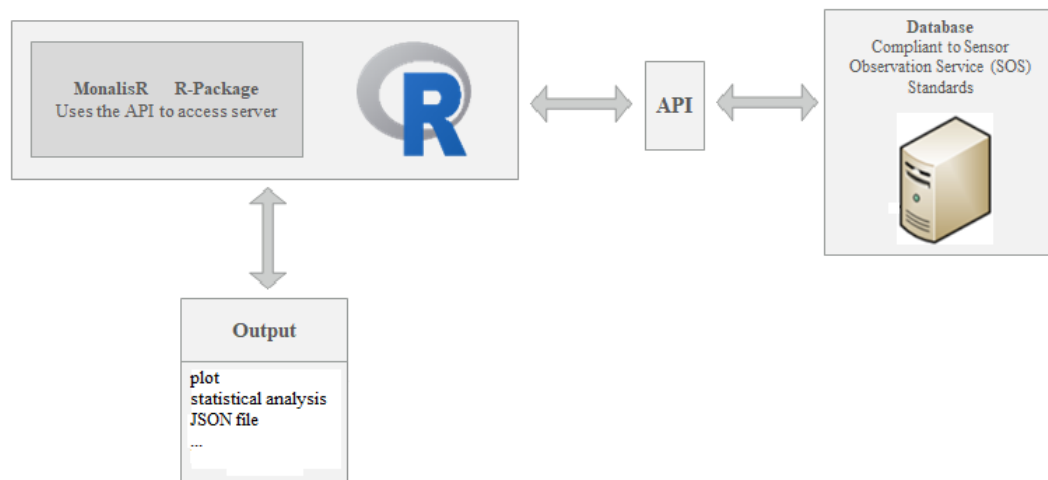 MonalisR R-Package
Uses the API to access server
R
API
Database
Compliant to Sensor
Observation Service (SOS)
Standards
Output
plot
statistical analysis
JSON file
...